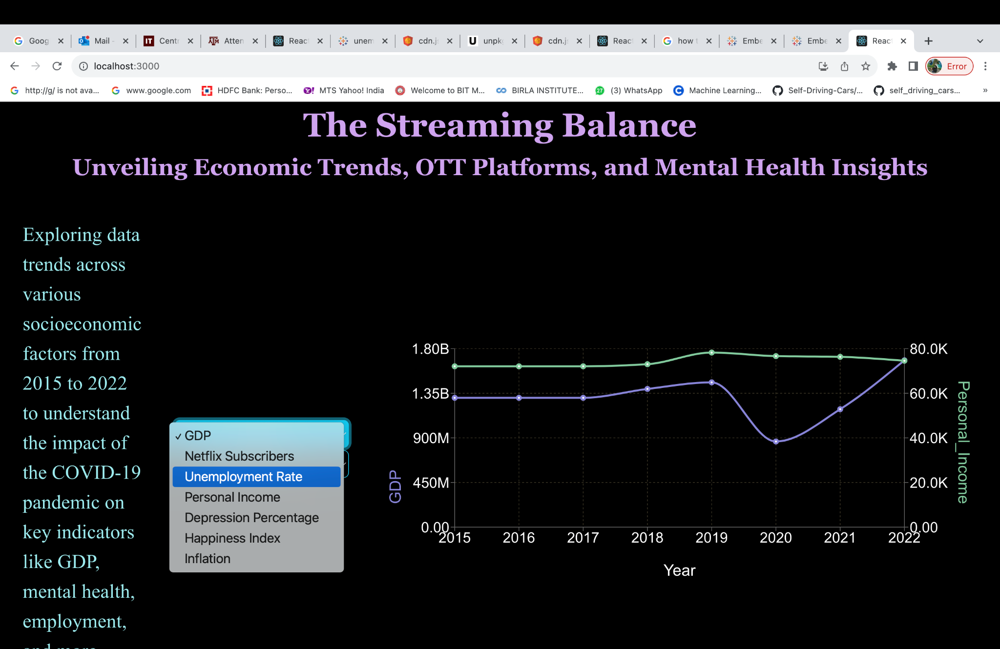 Goog
Mail -
IT Centr
ATM Atten
React
unem
cdn.js
U unpkg
cdn.js
React
how t
Embe
Embe
React
localhost:3000
Error
http://g/ is not ava...
www.google.com
HDFC Bank: Perso...
MTS Yahoo! India
Welcome to BIT M...
BIRLA INSTITUTE...
27 (3) WhatsApp
Machine Learning...
Self-Driving-Cars/...
self_driving_cars...
»
The Streaming Balance
Unveiling Economic Trends, OTT Platforms, and Mental Health Insights
Exploring data
trends across
various
socioeconomic
factors from
2015 to 2022
to understand
the impact of
the COVID-19
pandemic on
key indicators
like GDP,
mental health,
employment,
and more
✓ GDP
Netflix Subscribers
Unemployment Rate
Personal Income
Depression Percentage
Happiness Index
Inflation
1.80B
1.35B
900M
450M
0.00
GDP
80.0K
60.0K
40.0K
20.0K
0.00
Personal_Income
2015 2016 2017 2018 2019 2020 2021 2022
Year